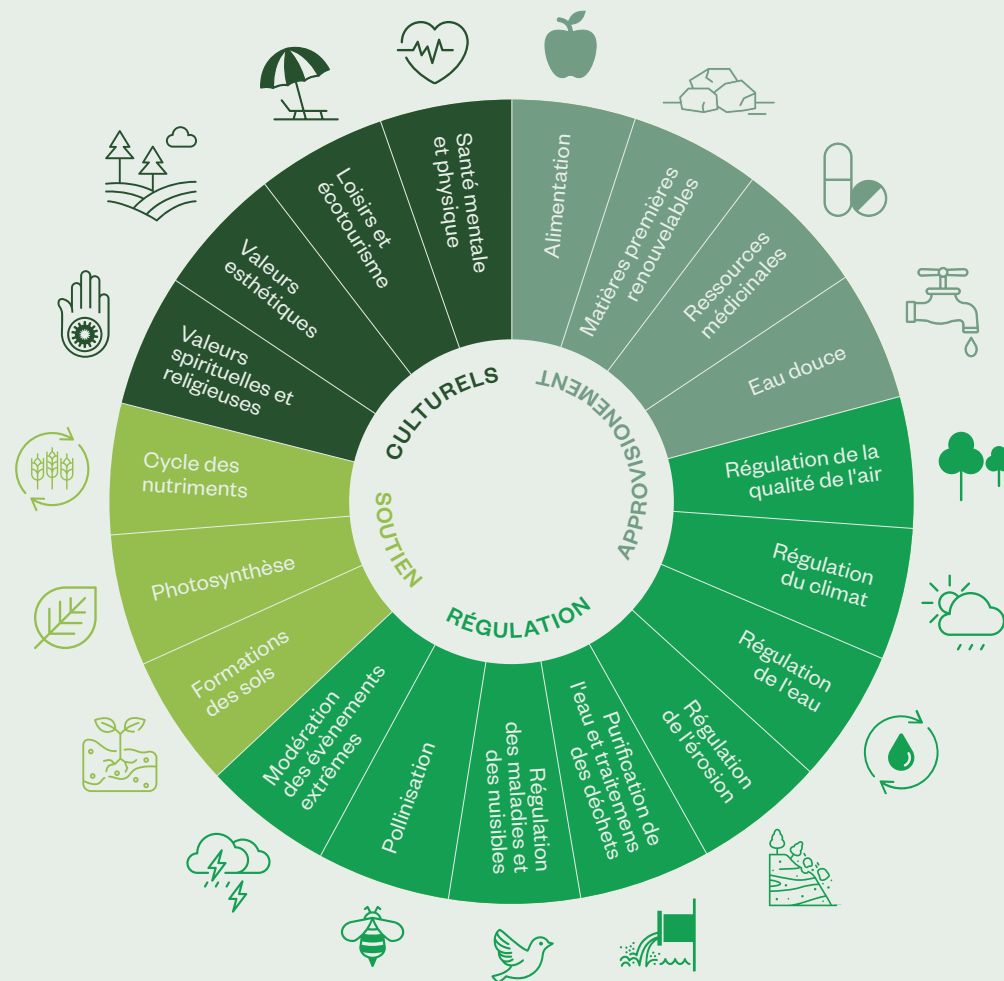 Alimentation
Matières premières
renouvelables
Ressources
médicinales
Eau douce
Régulation de la
qualité de l'air
Régulation
du climat
Régulation
de l'eau
Régulation
de l'érosion
Purification de
l'eau et traitemens
des déchets
Régulation
des maladies et
des nuisibles
Pollinisation
Modération
des évènements
extrêmes
Formations
des sols
Photosynthèse
Cycle des
nutriments
Valeurs
spirituelles et
religieuses
Valeurs
esthétiques
Loisirs et
écotourisme
Santé mentale
et physique
CULTURELS
APPROVISIONEMENT
RÉGULATION
SOUTIEN